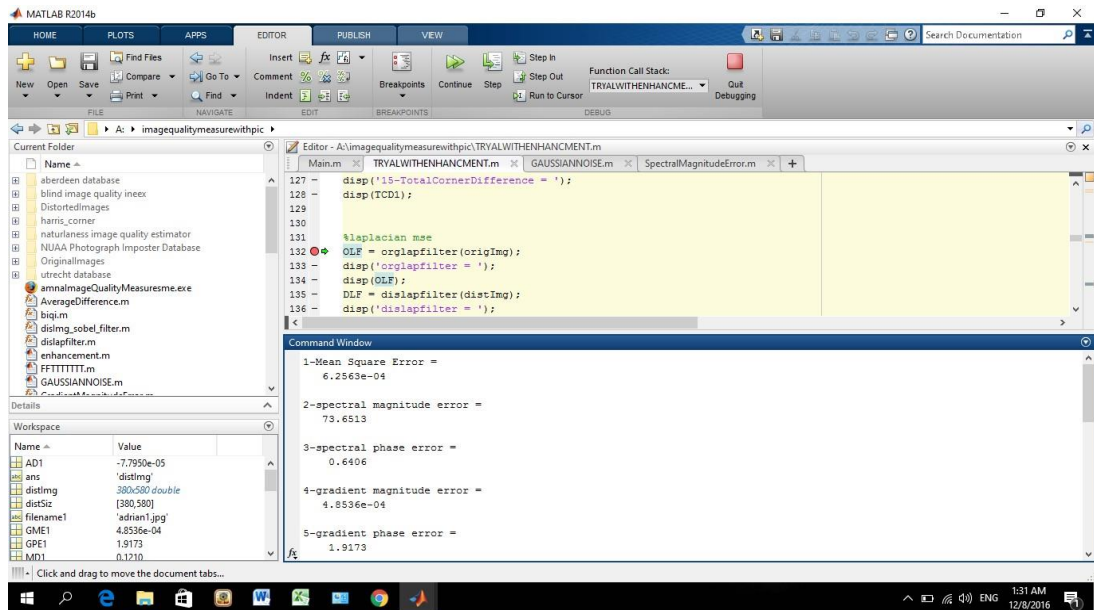 MATLAB R2014b
HOME PLOTS APPS EDITOR PUBLISH VIEW Search Documentation
New Open Save Find Files Compare Print Go To Find Insert fx Comment % Indent Breakpoints Continue Step Step In Step Out Run to Cursor Function Call Stack: TRYALWITHENHANCME... Quit Debugging
FILE NAVIGATE EDIT BREAKPOINTS DEBUG
A: imagequalitymeasurewithpic
Current Folder
Name
aberdeen database
blind image quality ineex
DistortedImages
harris_corner
naturlaness image quality estimator
NUAA Photograph Imposter Database
OriginalImages
utrecht database
amnaImageQualityMeasuresme.exe
AverageDifference.m
biqi.m
disImg_sobel_filter.m
dislapfilter.m
enhancement.m
FFTTTTTT.m
GAUSSIANNOISE.m
GradientMagnitudeError.m
Details
Workspace
Name Value
AD1 -7.7950e-05
ans 'distImg'
distImg 380x580 double
distSiz [380,580]
filename1 'adrian1.jpg'
GME1 4.8536e-04
GPE1 1.9173
MD1 0.1210
Editor - A:\imagequalitymeasurewithpic\TRYALWITHENHANCMENT.m
Main.m TRYALWITHENHANCMENT.m GAUSSIANNOISE.m SpectralMagnitudeError.m
127 - disp('15-TotalCornerDifference = ');
128 - disp(TCD1);
129
130
131 %laplacian mse
132 OLF = orglapfilter(origImg);
133 - disp('orglapfilter = ');
134 - disp(OLF);
135 - DLF = dislapfilter(distImg);
136 - disp('dislapfilter = ');
Command Window
1-Mean Square Error =
6.2563e-04
2-spectral magnitude error =
73.6513
3-spectral phase error =
0.6406
4-gradient magnitude error =
4.8536e-04
5-gradient phase error =
1.9173
fx
Click and drag to move the document tabs...
ENG 1:31 AM
12/8/2016